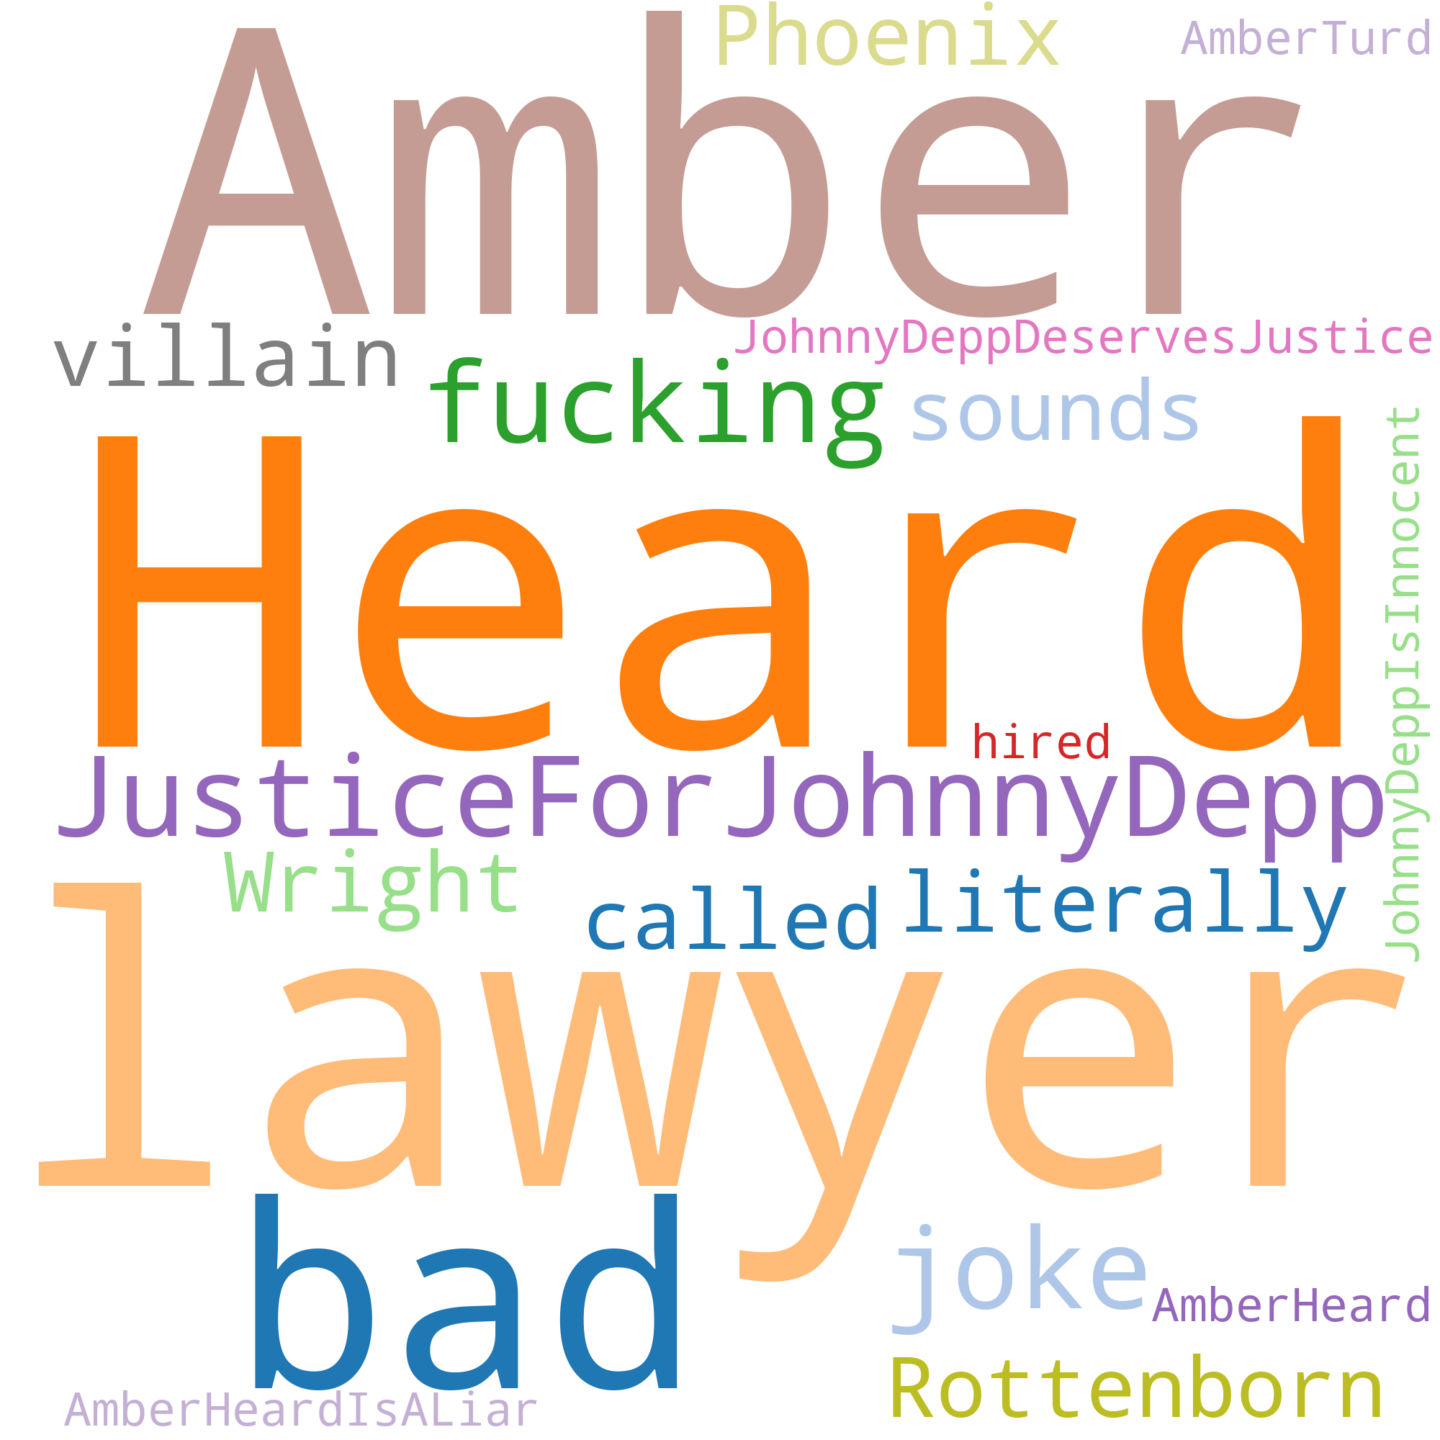 Phoenix
AmberTurd
Amber
JohnnyDeppDeservesJustice
villain
fucking
sounds
JohnnyDeppIsInnocent
Heard
hired
JusticeForJohnnyDepp
Wright
called
literally
lawyer
bad
joke
AmberHeard
Rottenborn
AmberHeardIsALiar